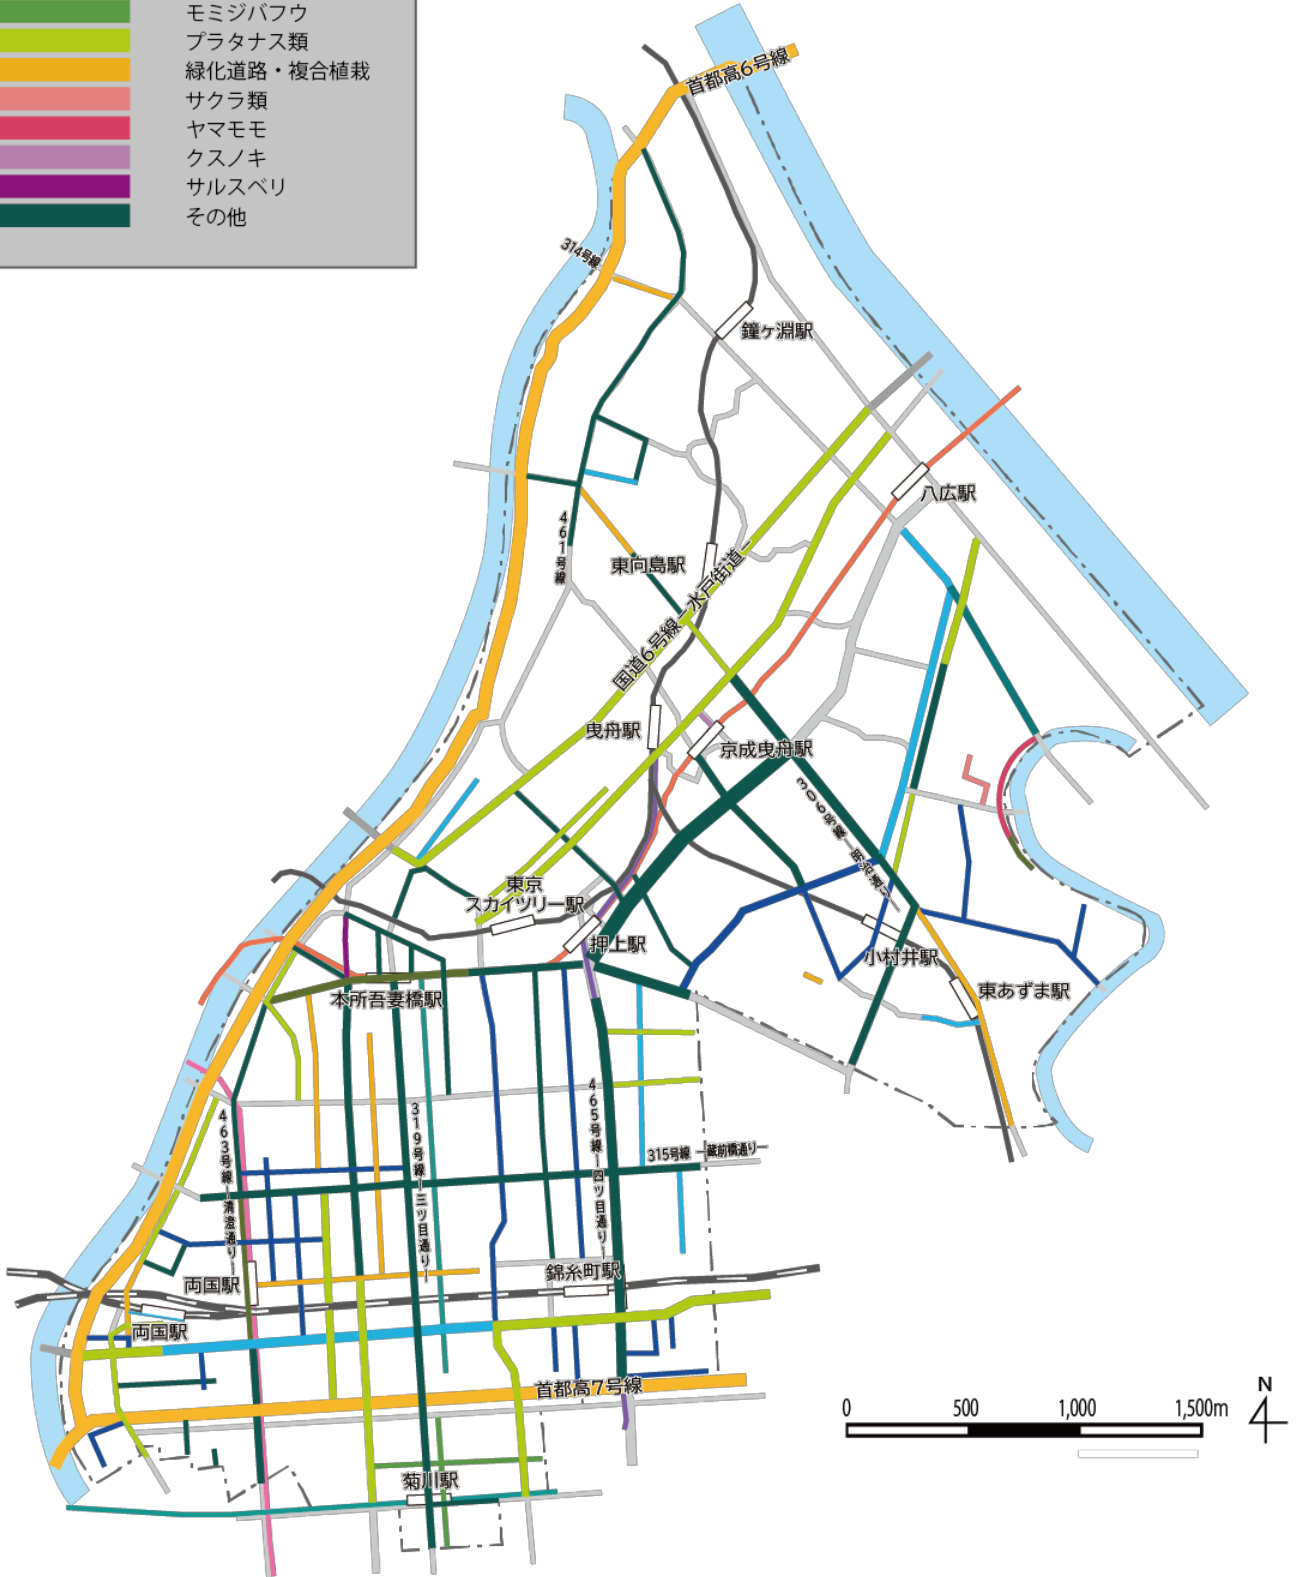 モミジバフウ
プラタナス類
緑化道路・複合植栽
サクラ類
ヤマモモ
クスノキ
サルスベリ
その他
首都高6号線
314号線
鐘ヶ淵駅
八広駅
461号線
東向島駅
国道6号線－水戸街道－
曳舟駅
京成曳舟駅
306号線－明治通り－
東京
スカイツリー駅
押上駅
小村井駅
東あずま駅
本所吾妻橋駅
463号線－清澄通り－
319号線－三ツ目通り－
465号線－四ツ目通り－
315号線－蔵前橋通り－
両国駅
錦糸町駅
両国駅
首都高7号線
菊川駅
0 500 1,000 1,500m
N